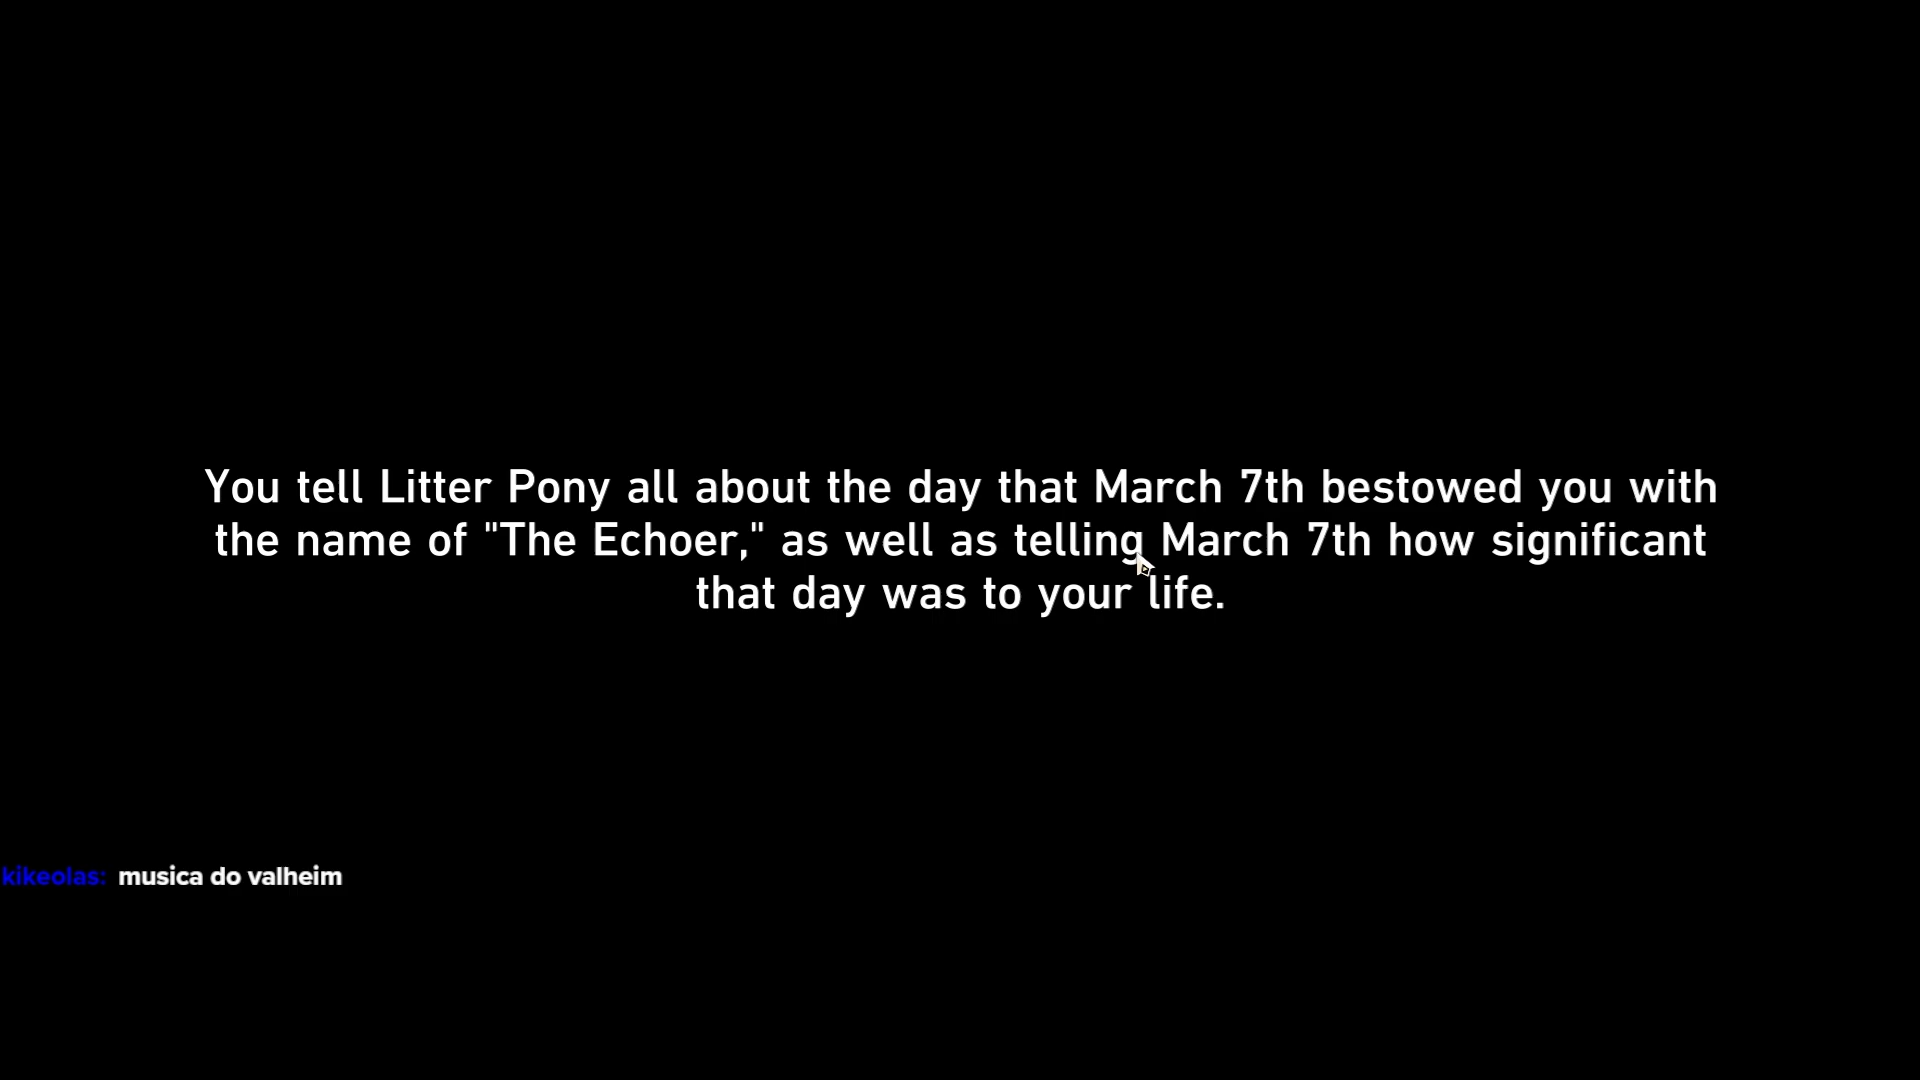 You tell Litter Pony all about the day that March 7th bestowed you with
the name of "The Echoer," as well as telling March 7th how significant
that day was to your life.
kikeolas: musica do valheim